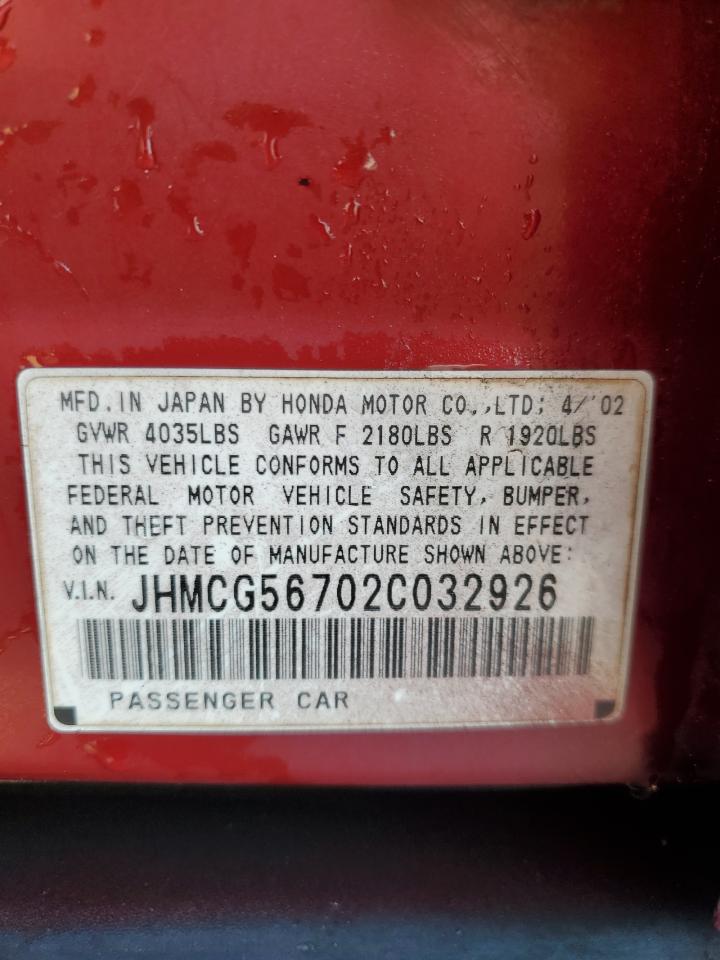 MFD.IN JAPAN BY HONDA MOTOR CO.,LTD; 4/'02
GVWR 4035LBS GAWR F 2180LBS R 1920LBS
THIS VEHICLE CONFORMS TO ALL APPLICABLE
FEDERAL MOTOR VEHICLE SAFETY, BUMPER,
AND THEFT PREVENTION STANDARDS IN EFFECT
ON THE DATE OF MANUFACTURE SHOWN ABOVE:
V.I.N. JHMCG56702C032926
PASSENGER CAR